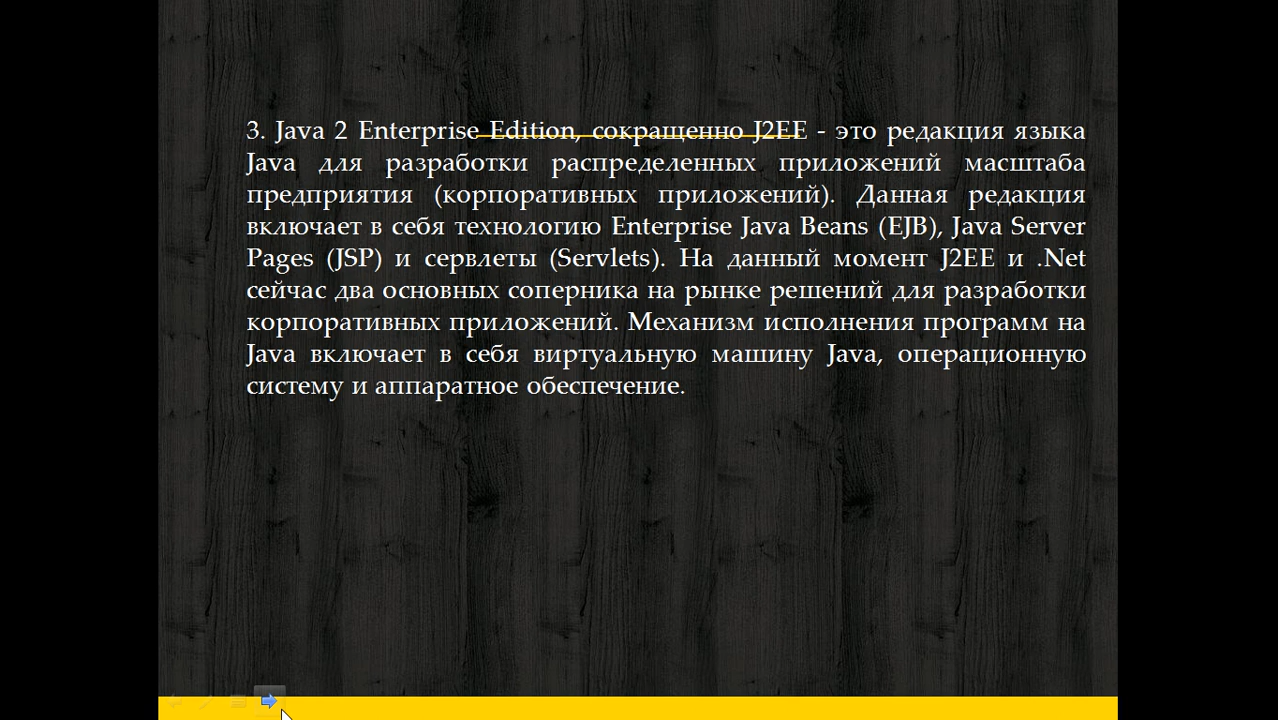 3. Java 2 Enterprise Edition, сокращенно J2EE - это редакция языка
Java для разработки распределенных приложений масштаба
предприятия (корпоративных приложений). Данная редакция
включает в себя технологию Enterprise Java Beans (EJB), Java Server
Pages (JSP) и сервлеты (Servlets). На данный момент J2EE и .Net
сейчас два основных соперника на рынке решений для разработки
корпоративных приложений. Механизм исполнения программ на
Java включает в себя виртуальную машину Java, операционную
систему и аппаратное обеспечение.